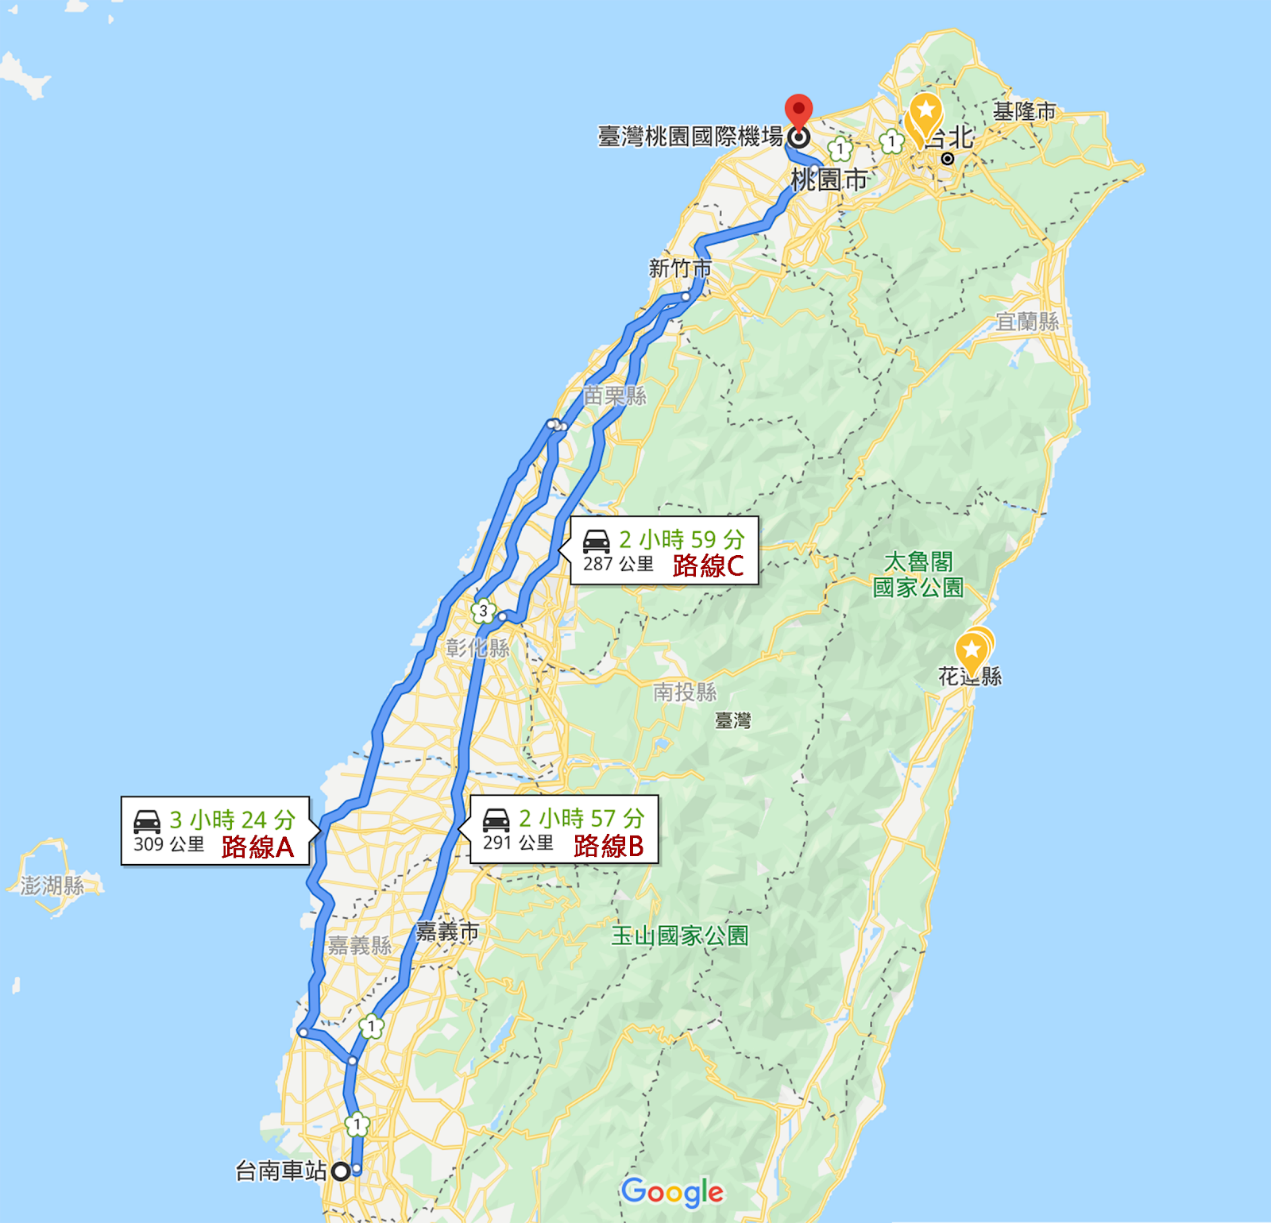 基隆市
臺灣桃園國際機場
1
1
台北
桃園市
新竹市
宜蘭縣
苗栗縣
2 小時 59 分
287 公里 路線C
太魯閣
國家公園
3
彰化縣
花蓮縣
南投縣
臺灣
3 小時 24 分
309 公里 路線A
2 小時 57 分
291 公里 路線B
澎湖縣
嘉義市
嘉義縣
玉山國家公園
1
1
台南車站
Google